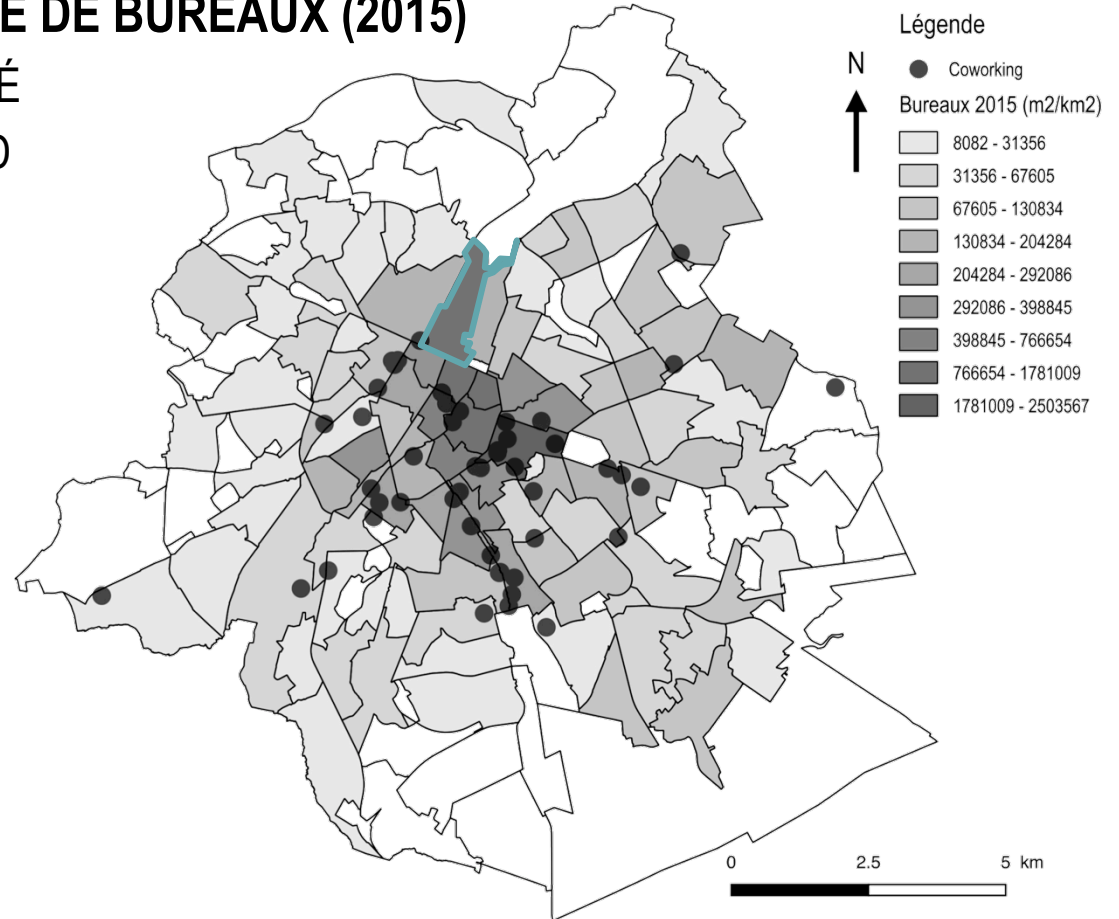 E DE BUREAUX (2015)
É
Légende
N
Coworking
Bureaux 2015 (m2/km2)
8082 - 31356
31356 - 67605
67605 - 130834
130834 - 204284
204284 - 292086
292086 - 398845
398845 - 766654
766654 - 1781009
1781009 - 2503567
0 2.5 5 km